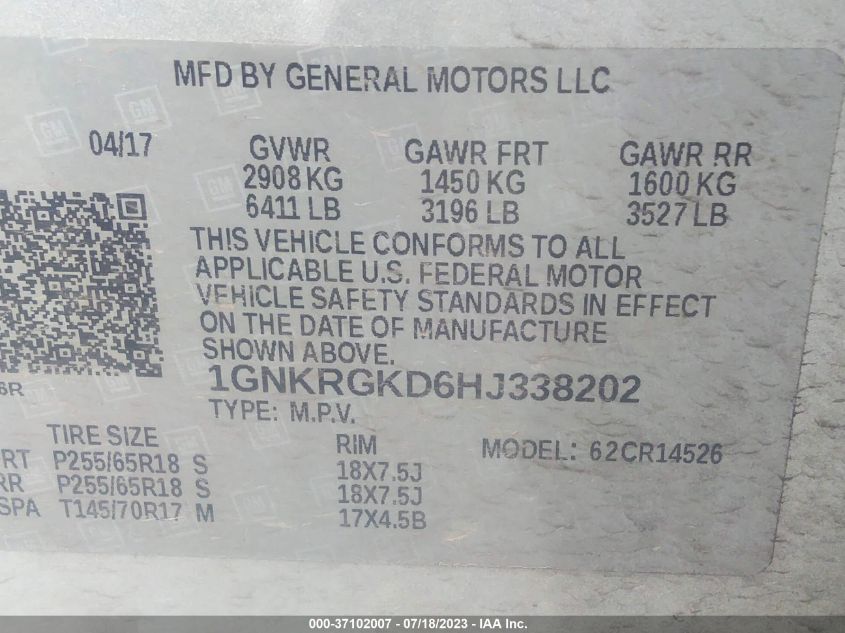 MFD BY GENERAL MOTORS LLC
04/17 GVWR GAWR FRT GAWR RR
2908 KG 1450 KG 1600 KG
6411 LB 3196 LB 3527 LB
THIS VEHICLE CONFORMS TO ALL
APPLICABLE U.S. FEDERAL MOTOR
VEHICLE SAFETY STANDARDS IN EFFECT
ON THE DATE OF MANUFACTURE
SHOWN ABOVE.
1GNKRGKD6HJ338202
TYPE: M.P.V.
TIRE SIZE RIM MODEL: 62CR14526
RT P255/65R18 S 18X7.5J
RR P255/65R18 S 18X7.5J
SPA T145/70R17 M 17X4.5B
000-37102007 - 07/18/2023 - IAA Inc.